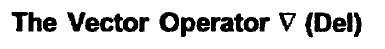 The Vector Operator ∇ (Del)